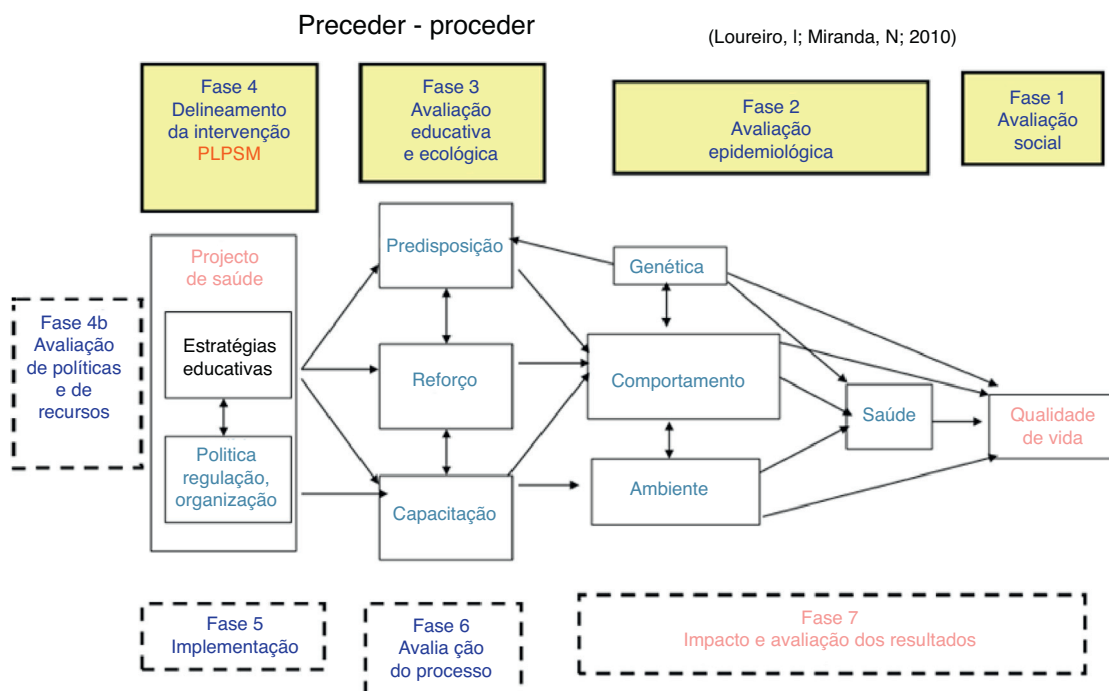 Preceder - proceder
(Loureiro, I; Miranda, N; 2010)
Fase 4
Delineamento
da intervenção
PLPSM
Fase 3
Avaliação
educativa
e ecológica
Fase 2
Avaliação
epidemiológica
Fase 1
Avaliação
social
Fase 4b
Avaliação
de políticas
e de
recursos
Projecto
de saúde
Estratégias
educativas
Politica
regulação,
organização
Predisposição
Reforço
Capacitação
Genética
Comportamento
Ambiente
Saúde
Qualidade
de vida
Fase 5
Implementação
Fase 6
Avalia ção
do processo
Fase 7
Impacto e avaliação dos resultados